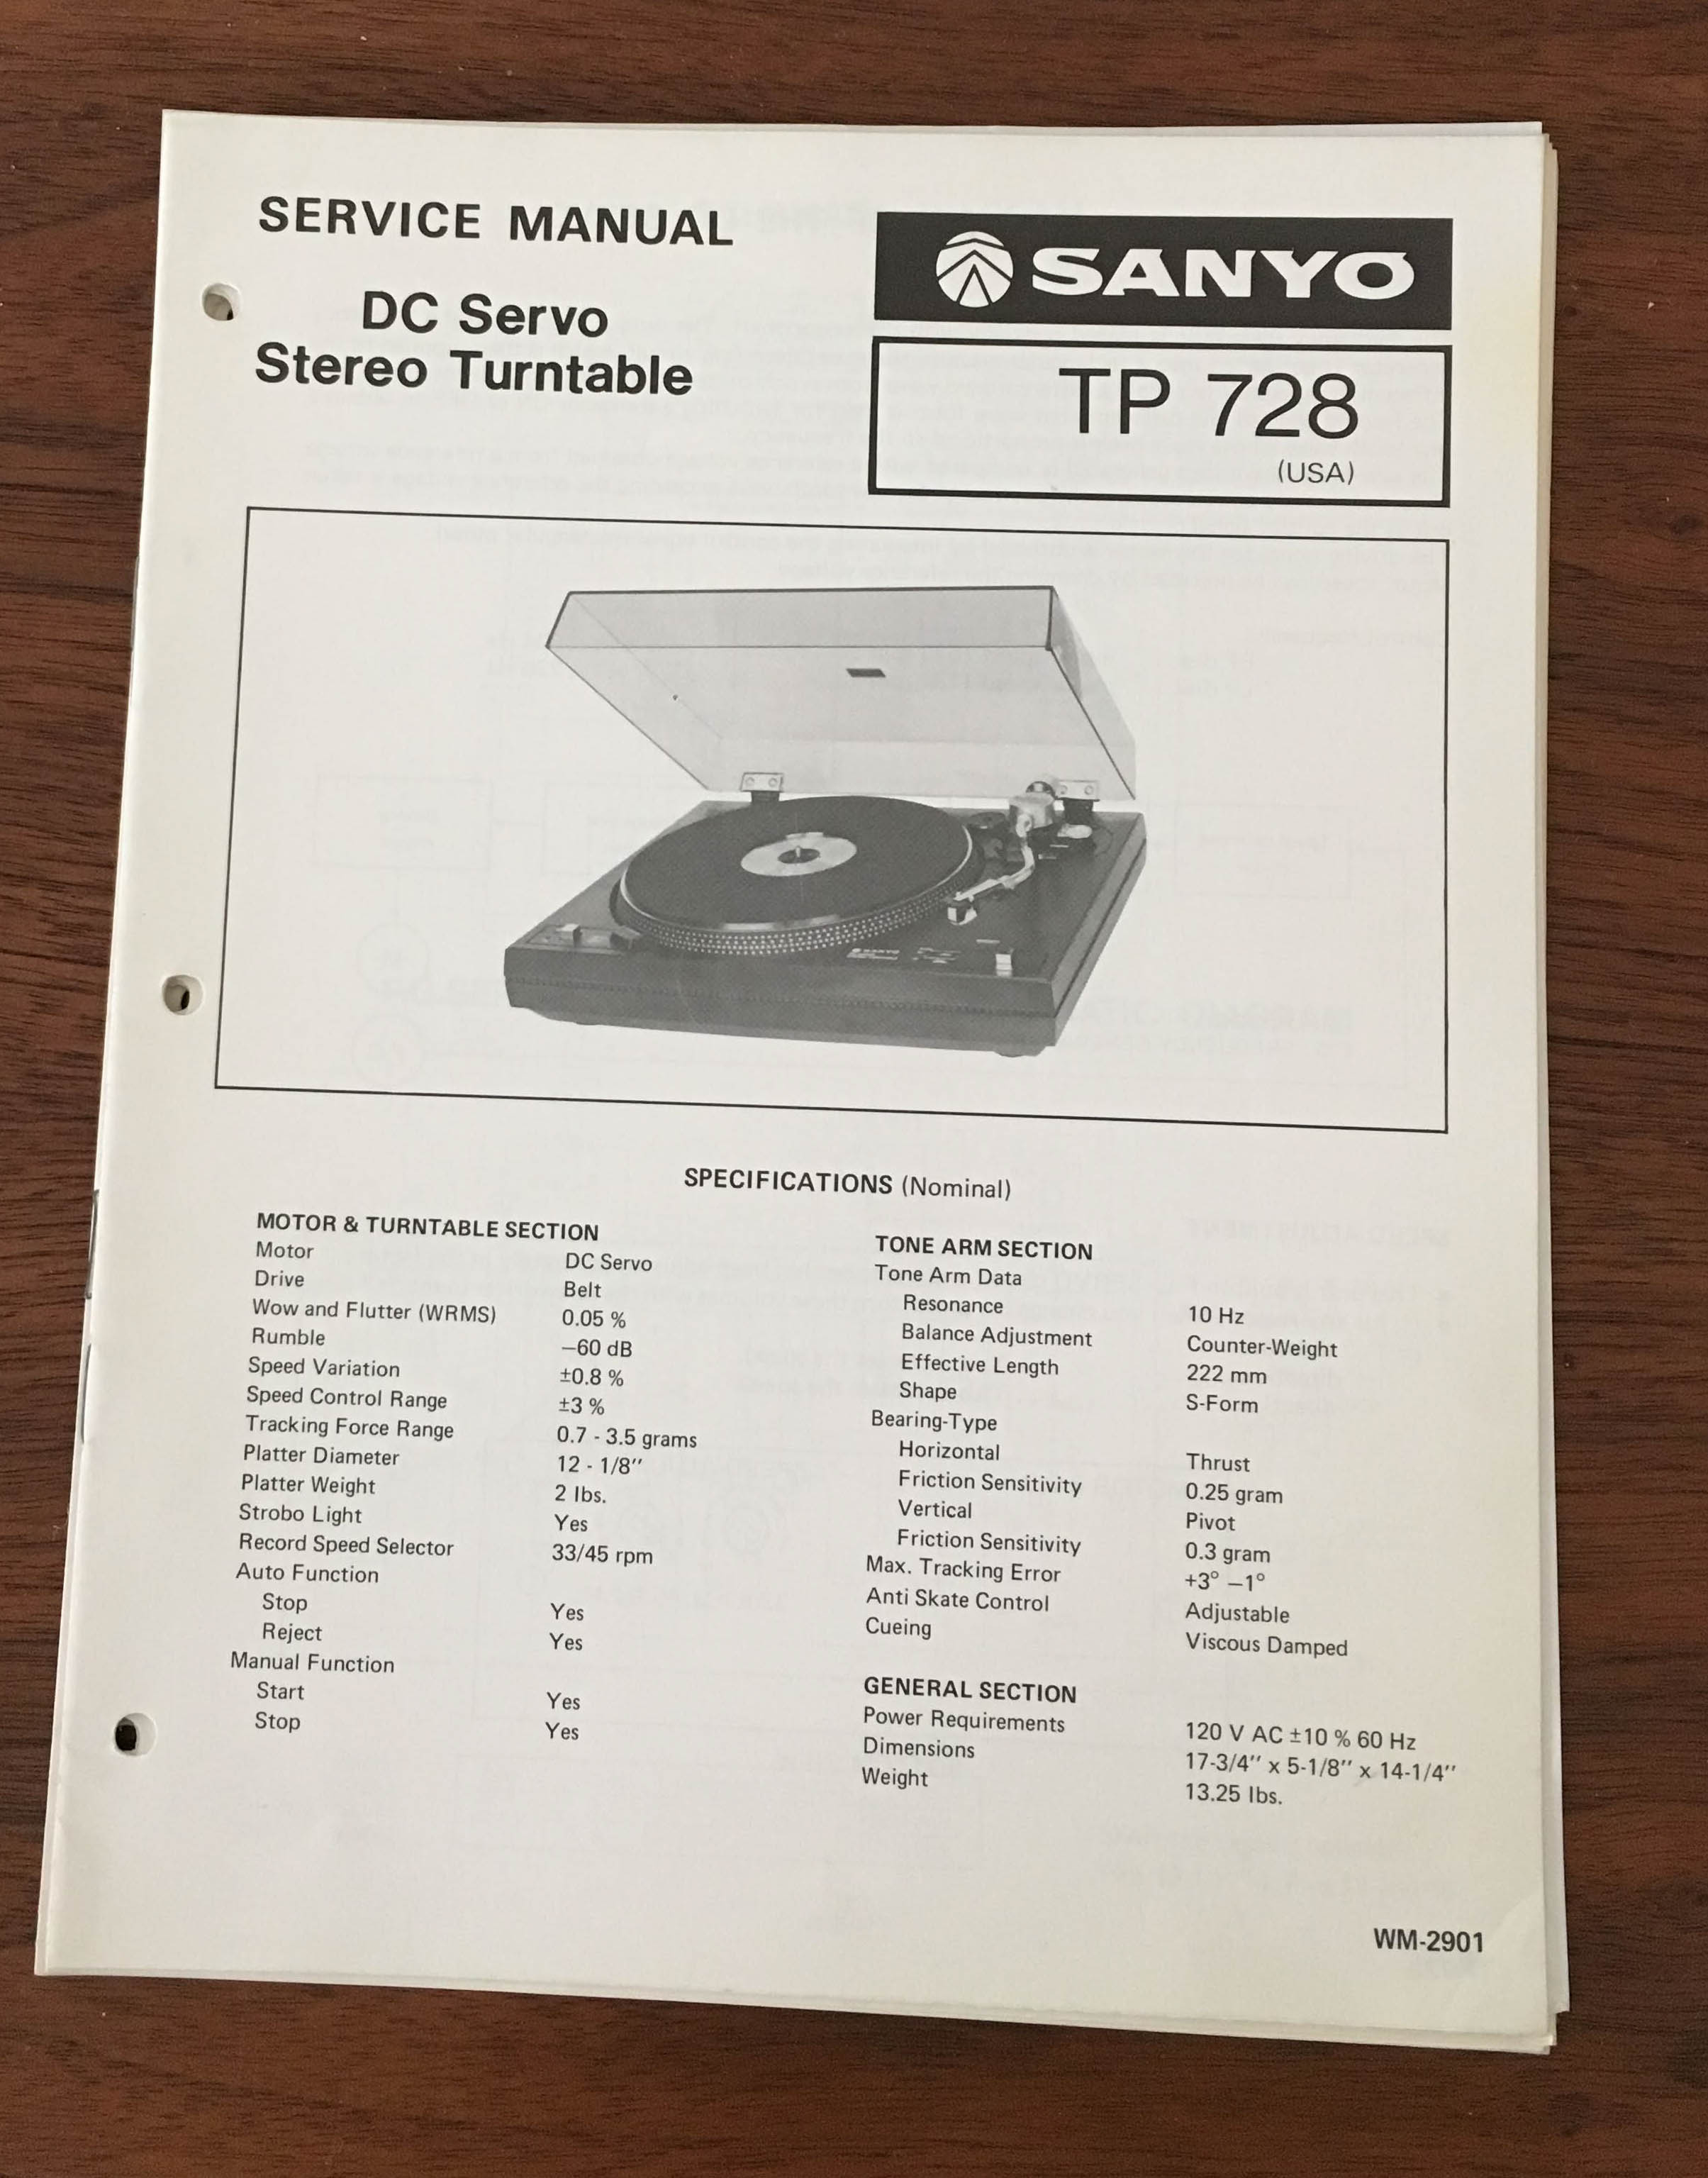 SERVICE MANUAL
DC Servo
Stereo Turntable
SANYO
TP 728
(USA)
SANYO
SPECIFICATIONS (Nominal)
MOTOR & TURNTABLE SECTION
Motor DC Servo
Drive Belt
Wow and Flutter (WRMS) 0.05 %
Rumble −60 dB
Speed Variation ±0.8 %
Speed Control Range ±3 %
Tracking Force Range 0.7 - 3.5 grams
Platter Diameter 12 - 1/8''
Platter Weight 2 lbs.
Strobo Light Yes
Record Speed Selector 33/45 rpm
Auto Function
Stop Yes
Reject Yes
Manual Function
Start Yes
Stop Yes
TONE ARM SECTION
Tone Arm Data
Resonance 10 Hz
Balance Adjustment Counter-Weight
Effective Length 222 mm
Shape S-Form
Bearing-Type
Horizontal Thrust
Friction Sensitivity 0.25 gram
Vertical Pivot
Friction Sensitivity 0.3 gram
Max. Tracking Error +3° −1°
Anti Skate Control Adjustable
Cueing Viscous Damped
GENERAL SECTION
Power Requirements 120 V AC ±10 % 60 Hz
Dimensions 17-3/4'' x 5-1/8'' x 14-1/4''
Weight 13.25 lbs.
WM-2901